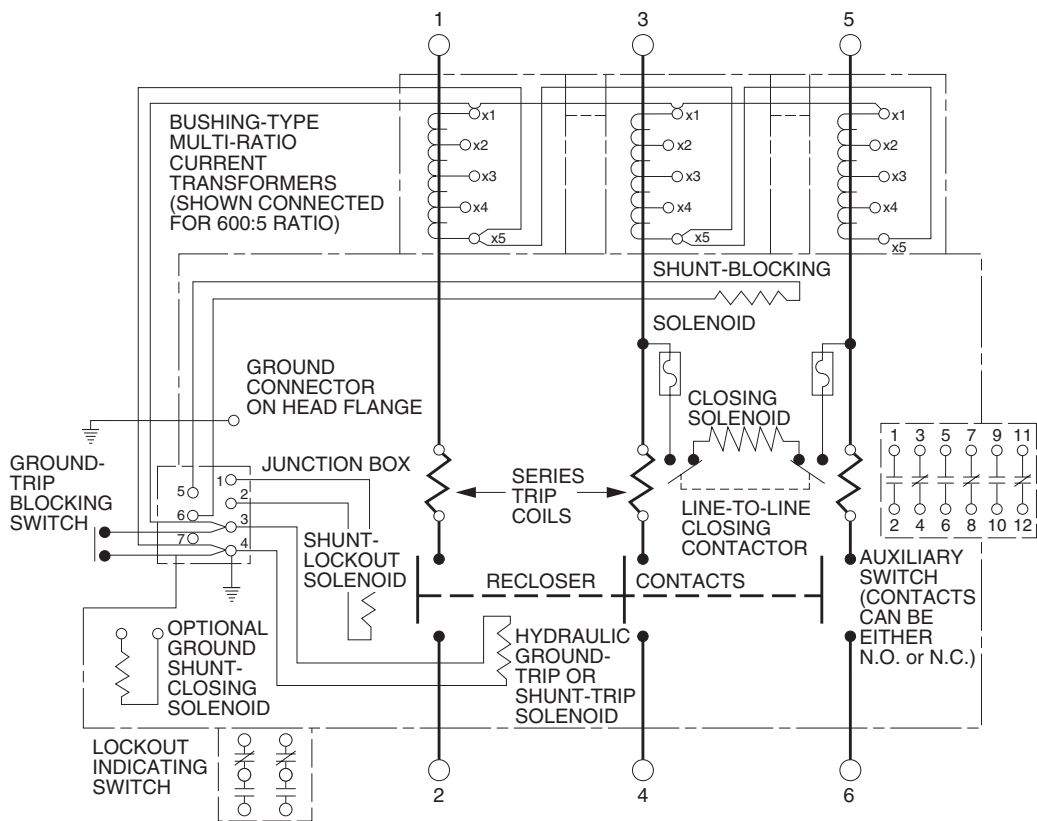 1
3
5
BUSHING-TYPE
MULTI-RATIO
CURRENT
TRANSFORMERS
(SHOWN CONNECTED
FOR 600:5 RATIO)
x1
x2
x3
x4
x5
x1
x2
x3
x4
x5
x1
x2
x3
x4
x5
SHUNT-BLOCKING
SOLENOID
GROUND
CONNECTOR
ON HEAD FLANGE
CLOSING
SOLENOID
GROUND-
TRIP
BLOCKING
SWITCH
JUNCTION BOX
1
2
3
4
5
6
7
SERIES
TRIP
COILS
LINE-TO-LINE
CLOSING
CONTACTOR
1 3 5 7 9 11
2 4 6 8 10 12
SHUNT-
LOCKOUT
SOLENOID
RECLOSER CONTACTS
AUXILIARY
SWITCH
(CONTACTS
CAN BE
EITHER
N.O. or N.C.)
OPTIONAL
GROUND
SHUNT-
CLOSING
SOLENOID
HYDRAULIC
GROUND-
TRIP OR
SHUNT-TRIP
SOLENOID
LOCKOUT
INDICATING
SWITCH
2
4
6